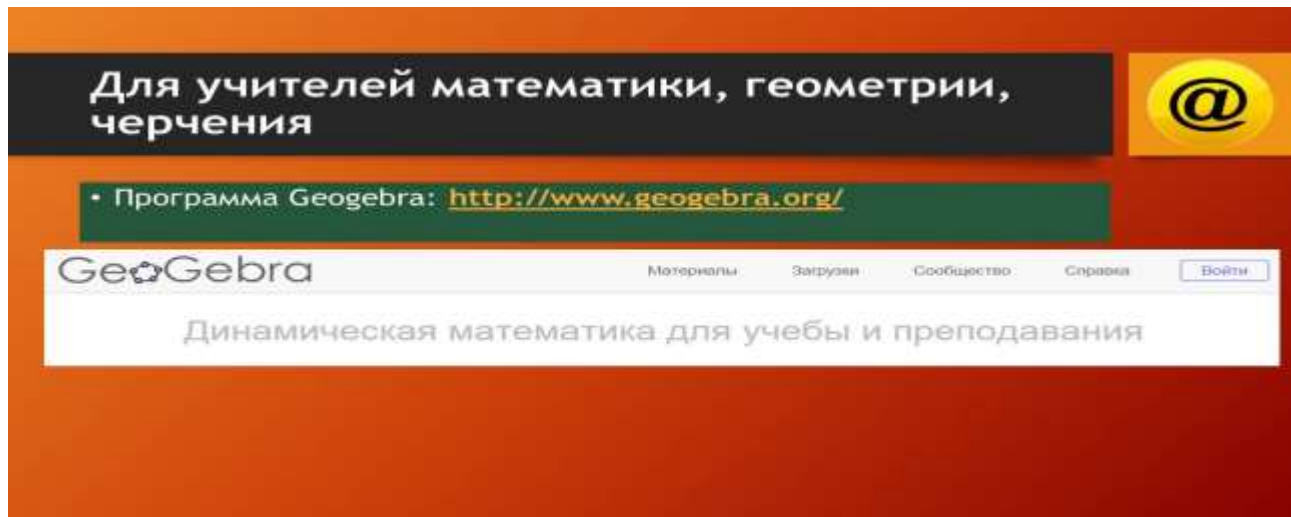 Для учителей математики, геометрии,
черчения
@
• Программа Geogebra: http://www.geogebra.org/
GeoGebra Материалы Загрузки Сообщество Справка Войти
Динамическая математика для учебы и преподавания